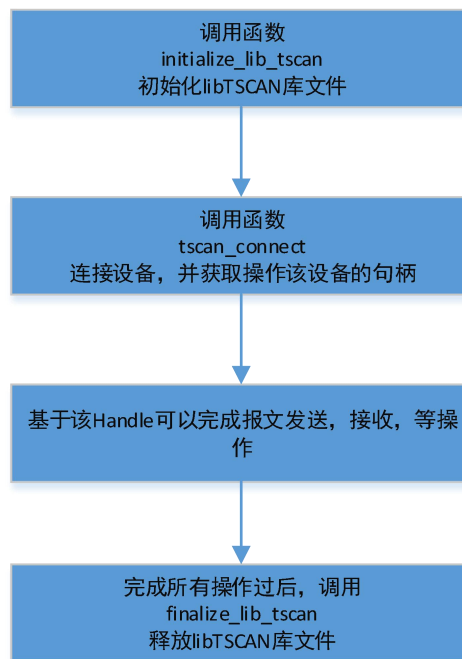 调用函数
initialize_lib_tscan
初始化libTSCAN库文件
调用函数
tscan_connect
连接设备，并获取操作该设备的句柄
基于该Handle可以完成报文发送，接收，等操
作
完成所有操作过后，调用
finalize_lib_tscan
释放libTSCAN库文件